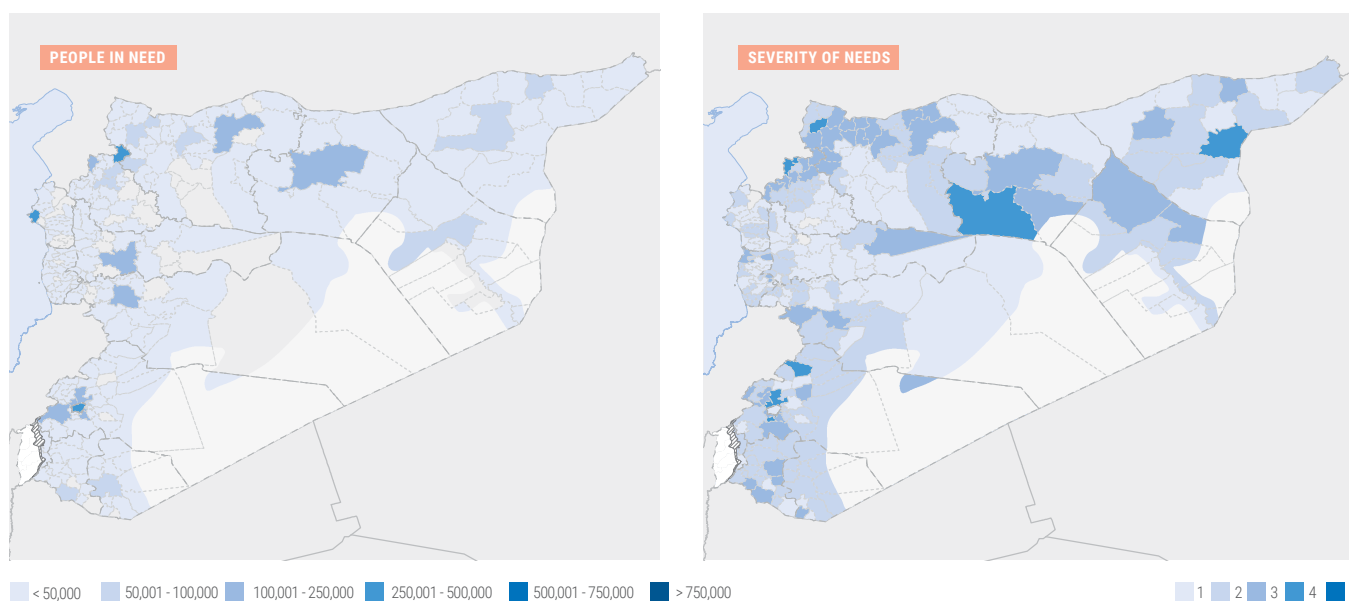 PEOPLE IN NEED
SEVERITY OF NEEDS
< 50,000 50,001 - 100,000 100,001 - 250,000 250,001 - 500,000 500,001 - 750,000 > 750,000
1 2 3 4